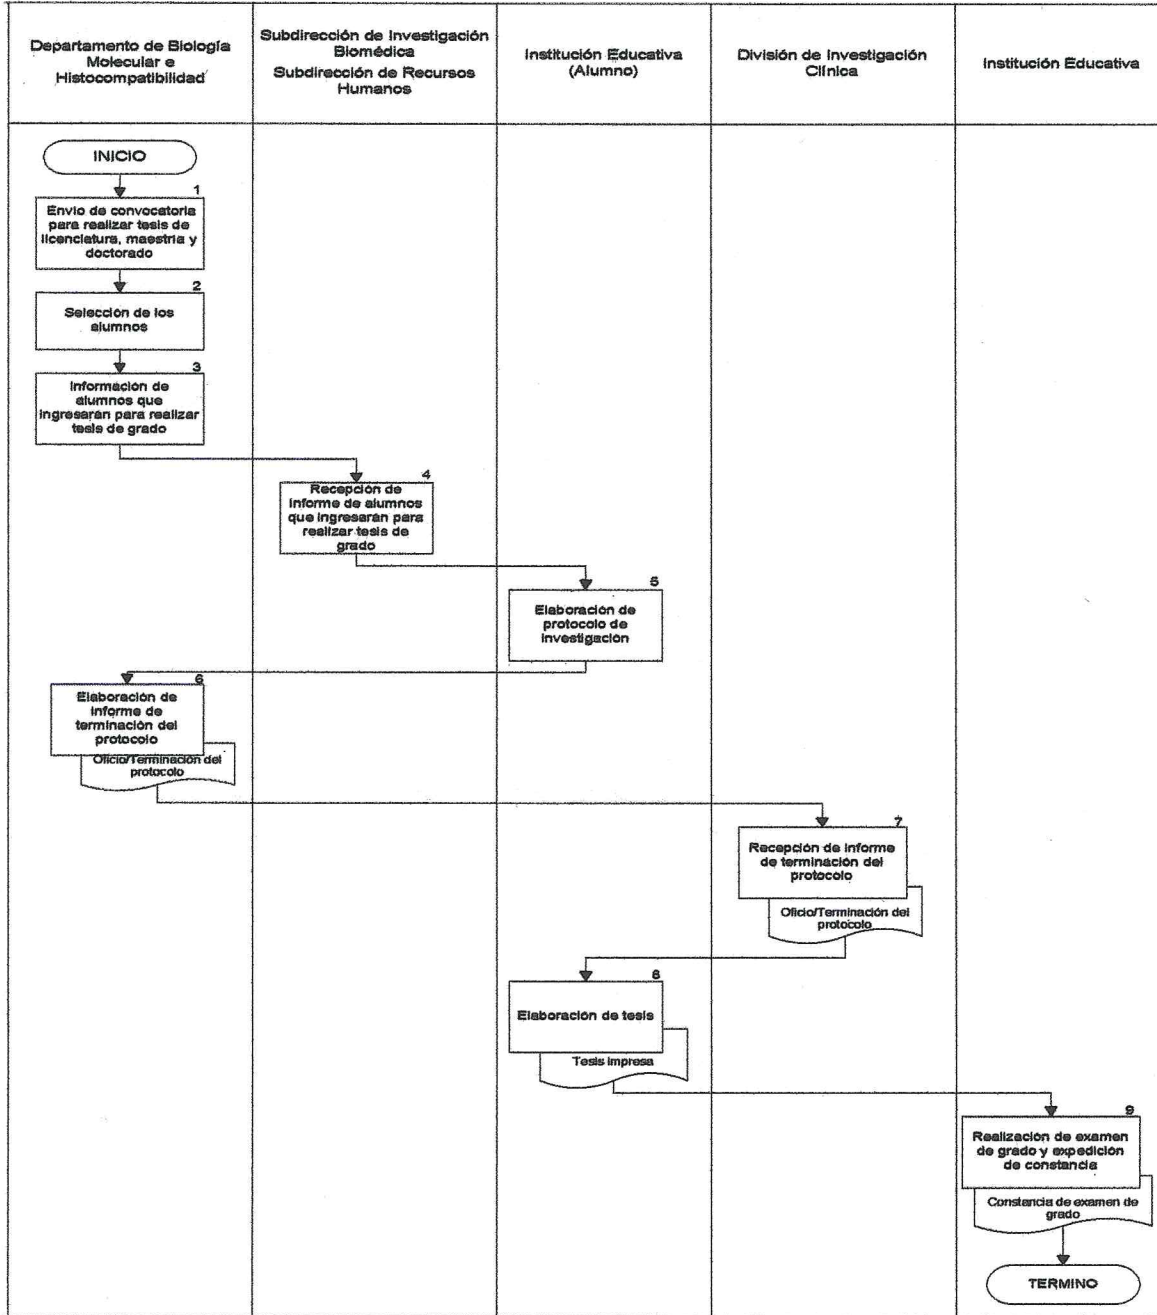 Departamento de Biología
Molecular e
Histocompatibilidad
Subdirección de Investigación
Biomédica
Subdirección de Recursos
Humanos
Institución Educativa
(Alumno)
División de Investigación
Clínica
Institución Educativa
INICIO
1
Envío de convocatoria
para realizar tesis de
licenciatura, maestría y
doctorado
2
Selección de los
alumnos
3
Información de
alumnos que
ingresarán para realizar
tesis de grado
4
Recepción de
informe de alumnos
que ingresarán para
realizar tesis de
grado
5
Elaboración de
protocolo de
investigación
6
Elaboración de
informe de
terminación del
protocolo
Oficio/Terminación del
protocolo
7
Recepción de informe
de terminación del
protocolo
Oficio/Terminación del
protocolo
8
Elaboración de tesis
Tesis impresa
9
Realización de examen
de grado y expedición
de constancia
Constancia de examen de
grado
TERMINO